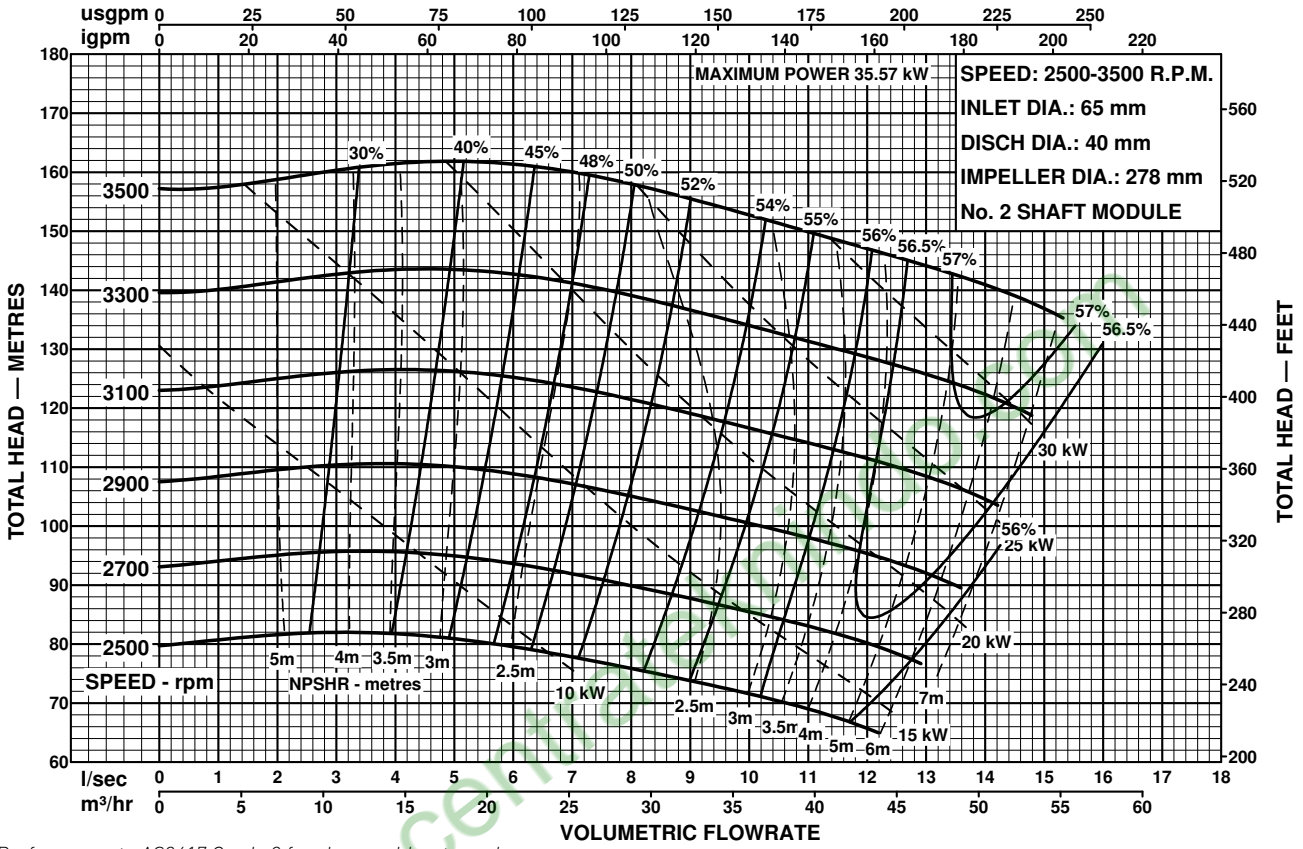 usgpm 0 25 50 75 100 125 150 175 200 225 250
igpm 0 20 40 60 80 100 120 140 160 180 200 220
MAXIMUM POWER 35.57 kW
SPEED: 2500-3500 R.P.M.
INLET DIA.: 65 mm
DISCH DIA.: 40 mm
IMPELLER DIA.: 278 mm
No. 2 SHAFT MODULE
TOTAL HEAD — METRES
180
170
160
150
140
130
120
110
100
90
80
70
60
TOTAL HEAD — FEET
560
520
480
440
400
360
320
280
240
200
30% 40% 45% 48% 50% 52% 54% 55% 56% 56.5% 57%
57%
56.5%
56%
3500
3300
3100
2900
2700
2500
SPEED - rpm
30 kW
25 kW
20 kW
15 kW
10 kW
5m 4m 3.5m 3m 2.5m
NPSHR - metres
2.5m 3m 3.5m 4m 5m 6m 7m
l/sec 0 1 2 3 4 5 6 7 8 9 10 11 12 13 14 15 16 17 18
m³/hr 0 5 10 15 20 25 30 35 40 45 50 55 60
VOLUMETRIC FLOWRATE
centrateknindo.com